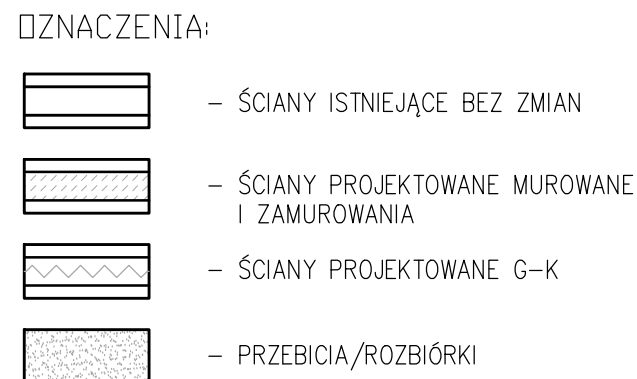 OZNACZENIA:
– ŚCIANY ISTNIEJĄCE BEZ ZMIAN
– ŚCIANY PROJEKTOWANE MUROWANE
I ZAMUROWANIA
– ŚCIANY PROJEKTOWANE G–K
– PRZEBICIA/ROZBIÓRKI